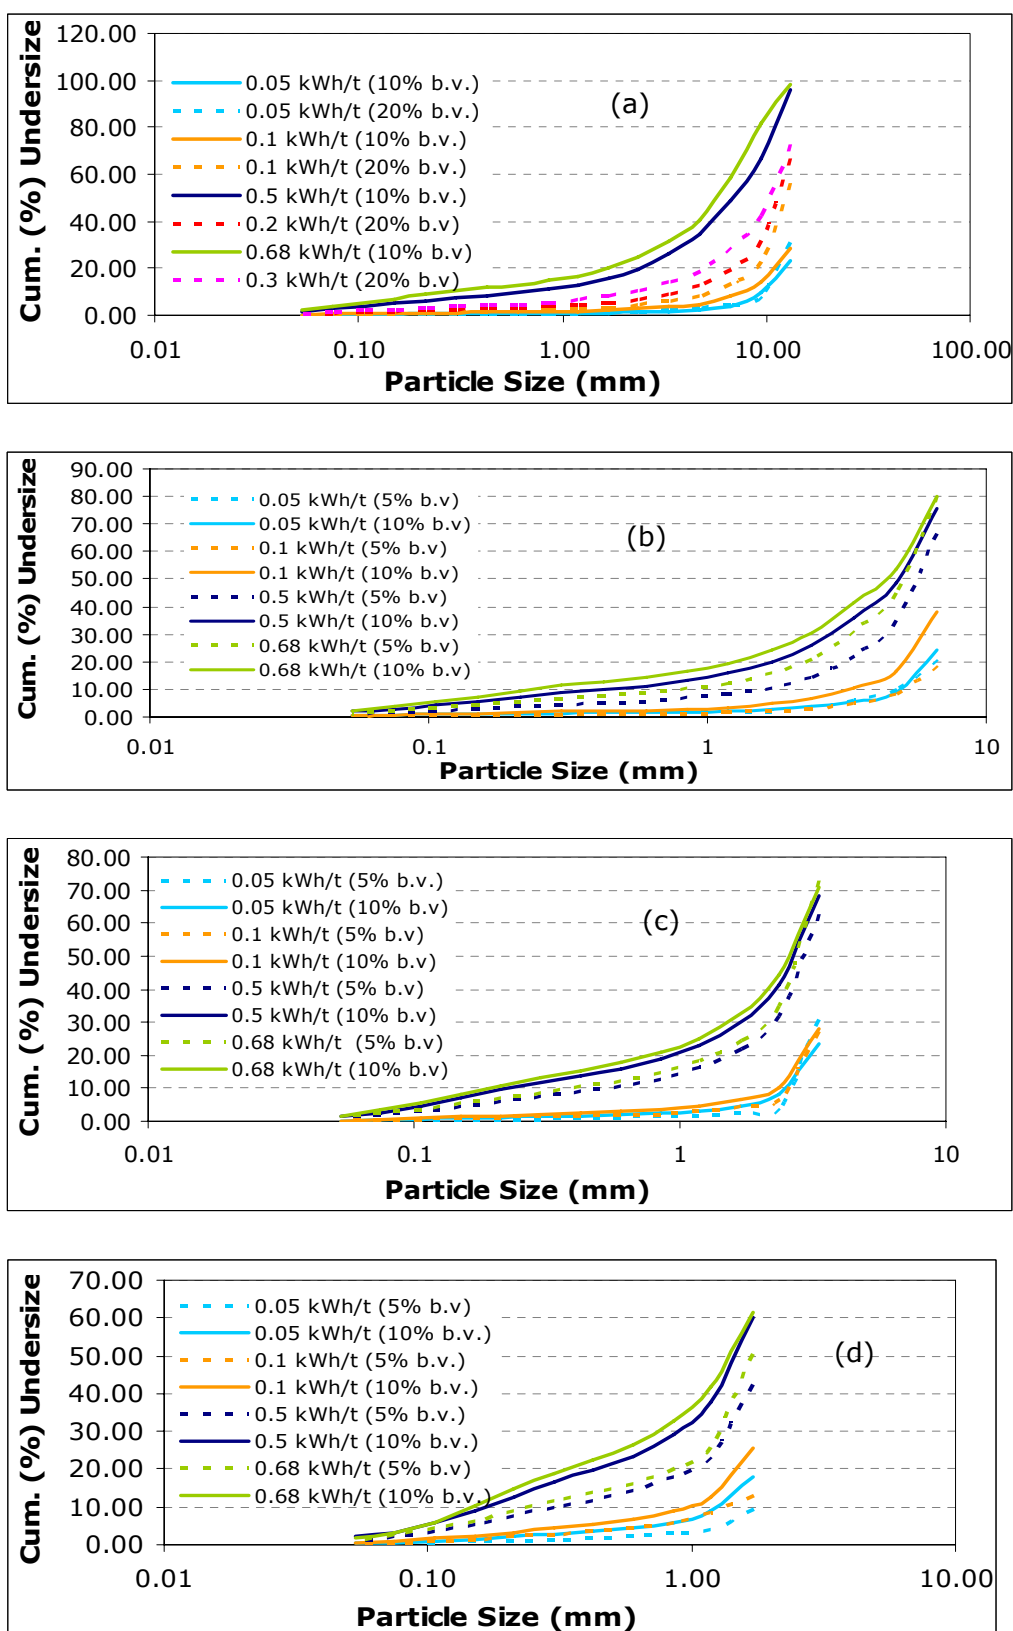 120.00
100.00
80.00
60.00
40.00
20.00
0.00
Cum. (%) Undersize
0.05 kWh/t (10% b.v.)
0.05 kWh/t (20% b.v.)
0.1 kWh/t (10% b.v.)
0.1 kWh/t (20% b.v.)
0.5 kWh/t (10% b.v.)
0.2 kWh/t (20% b.v)
0.68 kWh/t (10% b.v.)
0.3 kWh/t (20% b.v)
(a)
0.01 0.10 1.00 10.00 100.00
Particle Size (mm)
90.00
80.00
70.00
60.00
50.00
40.00
30.00
20.00
10.00
0.00
Cum. (%) Undersize
0.05 kWh/t (5% b.v)
0.05 kWh/t (10% b.v)
0.1 kWh/t (5% b.v)
0.1 kWh/t (10% b.v)
0.5 kWh/t (5% b.v)
0.5 kWh/t (10% b.v)
0.68 kWh/t (5% b.v)
0.68 kWh/t (10% b.v)
(b)
0.01 0.1 1 10
Particle Size (mm)
80.00
70.00
60.00
50.00
40.00
30.00
20.00
10.00
0.00
Cum. (%) Undersize
0.05 kWh/t (5% b.v.)
0.05 kWh/t (10% b.v)
0.1 kWh/t (5% b.v)
0.1 kWh/t (10% b.v)
0.5 kWh/t (5% b.v)
0.5 kWh/t (10% b.v)
0.68 kWh/t (5% b.v)
0.68 kWh/t (10% b.v)
(c)
0.01 0.1 1 10
Particle Size (mm)
70.00
60.00
50.00
40.00
30.00
20.00
10.00
0.00
Cum. (%) Undersize
0.05 kWh/t (5% b.v)
0.05 kWh/t (10% b.v.)
0.1 kWh/t (5% b.v.)
0.1 kWh/t (10% b.v.)
0.5 kWh/t (5% b.v.)
0.5 kWh/t (10% b.v.)
0.68 kWh/t (5% b.v)
0.68 kWh/t (10% b.v.)
(d)
0.01 0.10 1.00 10.00
Particle Size (mm)